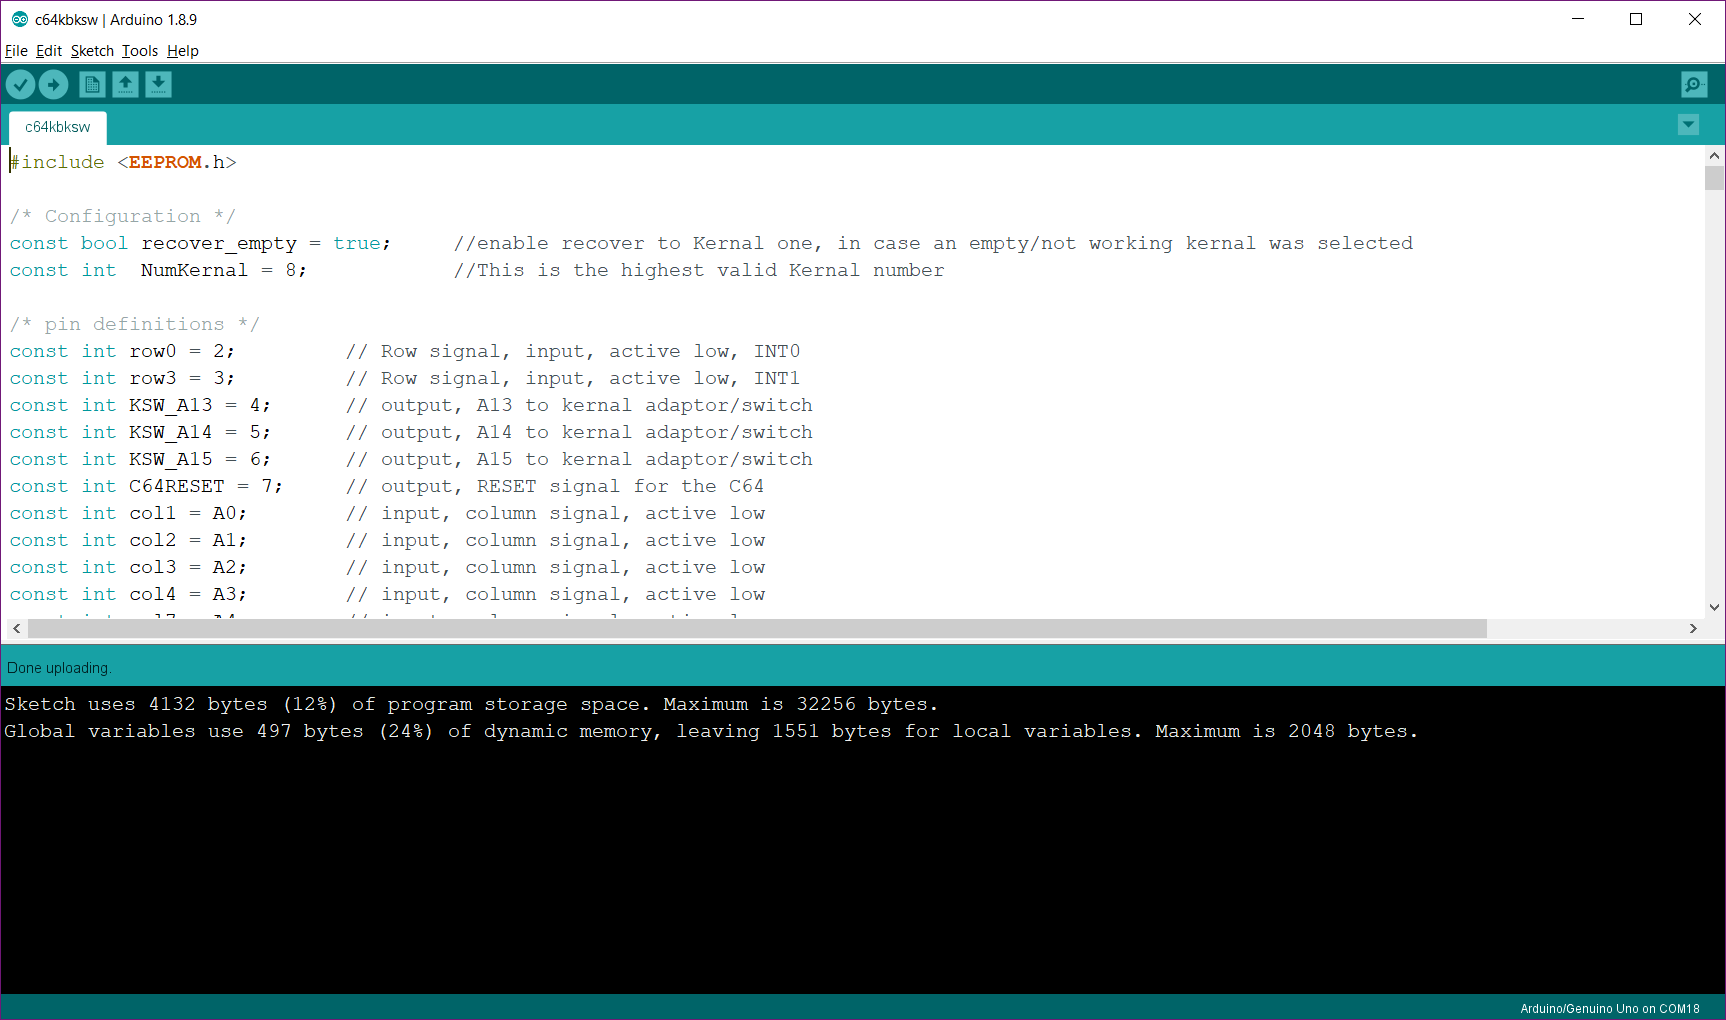 c64kbksw | Arduino 1.8.9
File Edit Sketch Tools Help
c64kbksw
#include <EEPROM.h>
/* Configuration */
const bool recover_empty = true;     //enable recover to Kernal one, in case an empty/not working kernal was selected
const int  NumKernal = 8;            //This is the highest valid Kernal number
/* pin definitions */
const int row0 = 2;         // Row signal, input, active low, INT0
const int row3 = 3;         // Row signal, input, active low, INT1
const int KSW_A13 = 4;      // output, A13 to kernal adaptor/switch
const int KSW_A14 = 5;      // output, A14 to kernal adaptor/switch
const int KSW_A15 = 6;      // output, A15 to kernal adaptor/switch
const int C64RESET = 7;     // output, RESET signal for the C64
const int col1 = A0;        // input, column signal, active low
const int col2 = A1;        // input, column signal, active low
const int col3 = A2;        // input, column signal, active low
const int col4 = A3;        // input, column signal, active low
Done uploading.
Sketch uses 4132 bytes (12%) of program storage space. Maximum is 32256 bytes.
Global variables use 497 bytes (24%) of dynamic memory, leaving 1551 bytes for local variables. Maximum is 2048 bytes.
Arduino/Genuino Uno on COM18